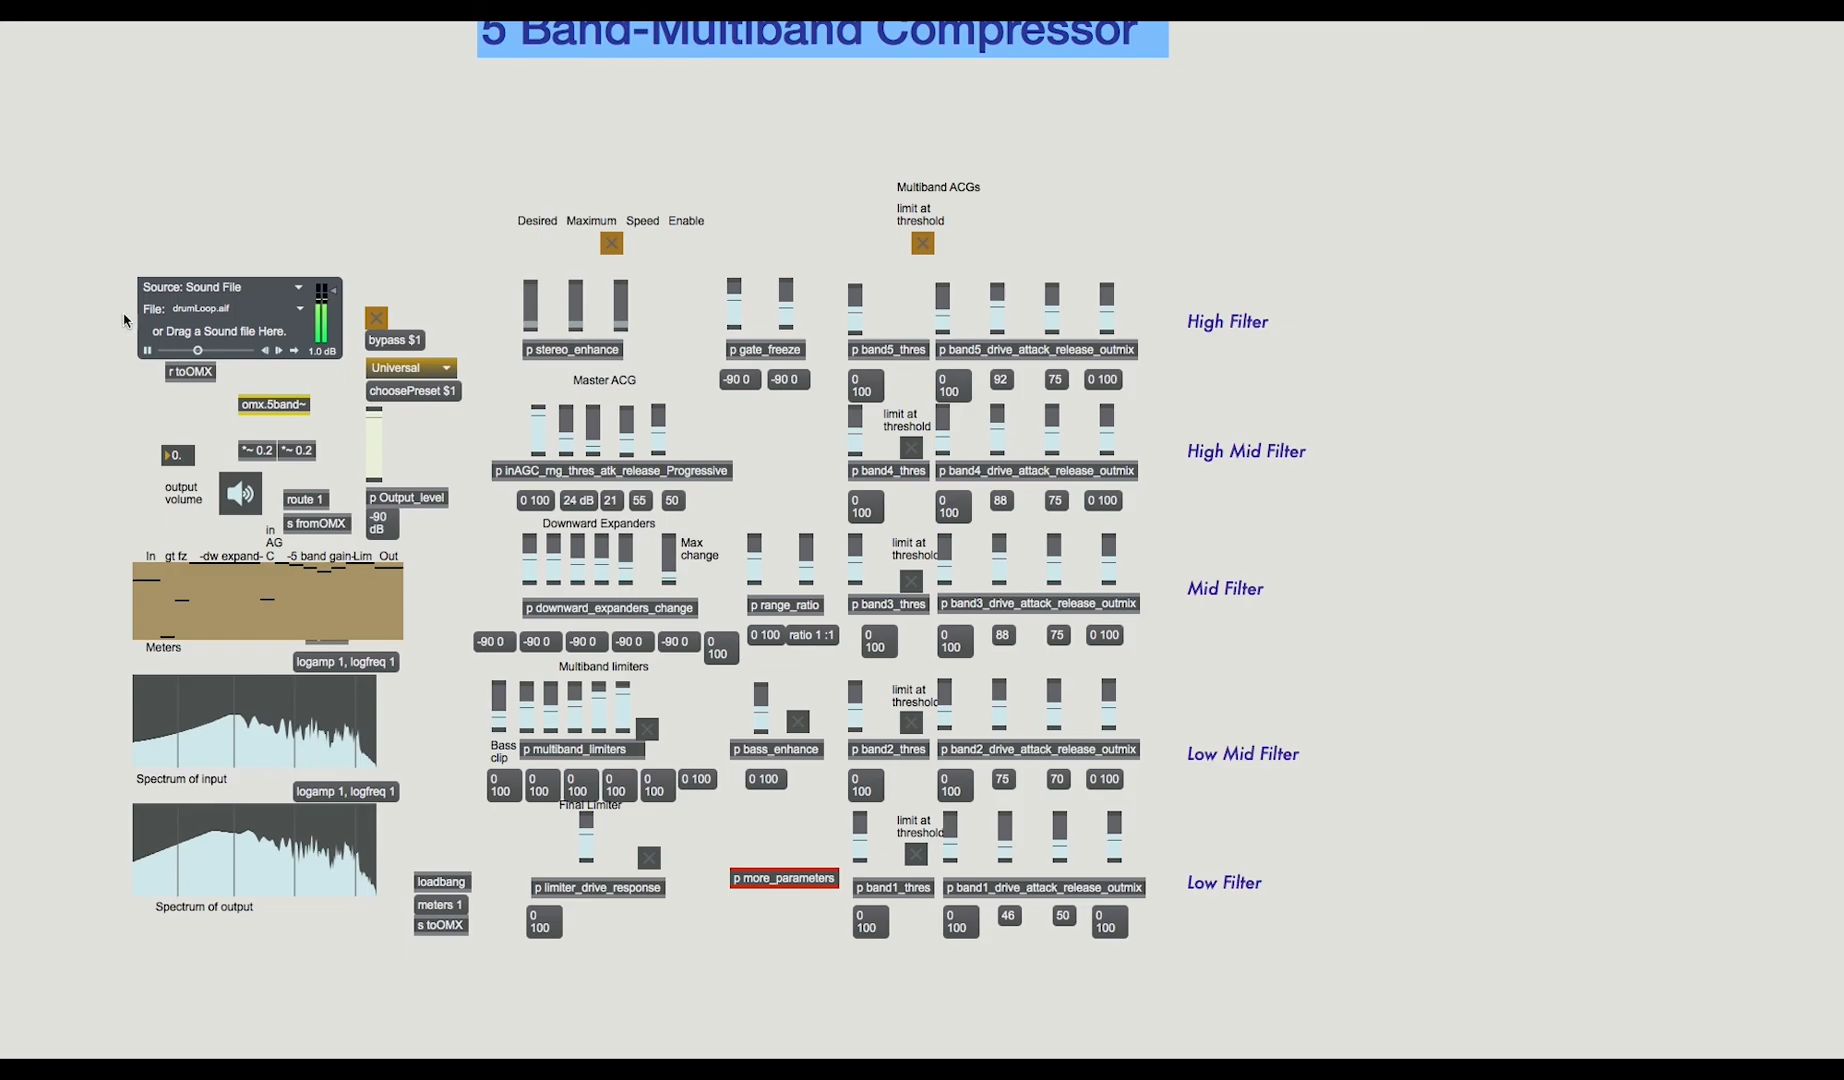 5 Band-Multiband Compressor
Multiband ACGs
limit at
threshold
Desired Maximum Speed Enable
Source: Sound File
File: drumLoop.aif
or Drag a Sound file Here.
1.0 dB
r toOMX
bypass $1
Universal
choosePreset $1
omx.5band~
*~ 0.2 *~ 0.2
0.
output
volume
route 1
s fromOMX
p Output_level
-90
dB
in
AG
C
In gt fz -dw expand- -5 band gain- Lim Out
Meters
logamp 1, logfreq 1
Spectrum of input
logamp 1, logfreq 1
Spectrum of output
loadbang
meters 1
s toOMX
p stereo_enhance
Master ACG
p inAGC_rng_thres_atk_release_Progressive
0 100 24 dB 21 55 50
Downward Expanders
Max
change
p downward_expanders_change
-90 0 -90 0 -90 0 -90 0 -90 0 0
100
Multiband limiters
Bass
clip
p multiband_limiters
0 0 0 0 0 0 100
100 100 100 100 100
Final Limiter
p limiter_drive_response
0
100
p gate_freeze
-90 0 -90 0
p range_ratio
0 100 ratio 1 :1
p bass_enhance
0 100
p more_parameters
p band5_thres p band5_drive_attack_release_outmix
0 0 92 75 0 100
100 100
High Filter
limit at
threshold
p band4_thres p band4_drive_attack_release_outmix
0 0 88 75 0 100
100 100
High Mid Filter
limit at
threshold
p band3_thres p band3_drive_attack_release_outmix
0 0 88 75 0 100
100 100
Mid Filter
limit at
threshold
p band2_thres p band2_drive_attack_release_outmix
0 0 75 70 0 100
100 100
Low Mid Filter
limit at
threshold
p band1_thres p band1_drive_attack_release_outmix
0 0 46 50 0
100 100 100
Low Filter